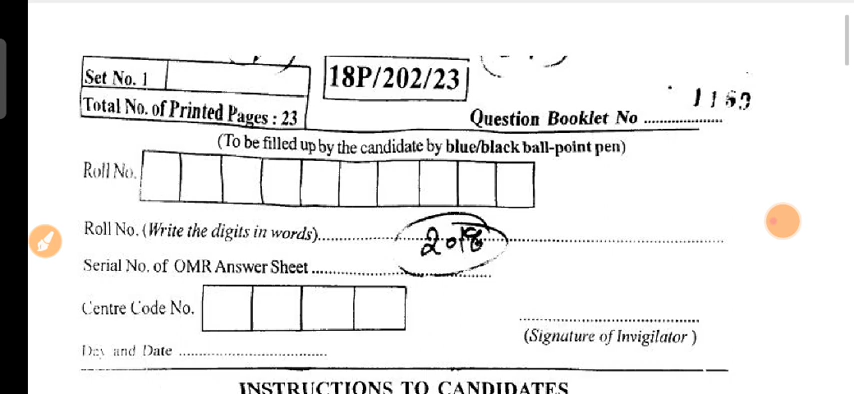 Set No. 1
18P/202/23
Total No. of Printed Pages : 23
Question Booklet No ....................
(To be filled up by the candidate by blue/black ball-point pen)
Roll No.
Roll No. (Write the digits in words)..................
2018
Serial No. of OMR Answer Sheet ..................
Centre Code No.
(Signature of Invigilator )
Day and Date ..................
INSTRUCTIONS TO CANDIDATES